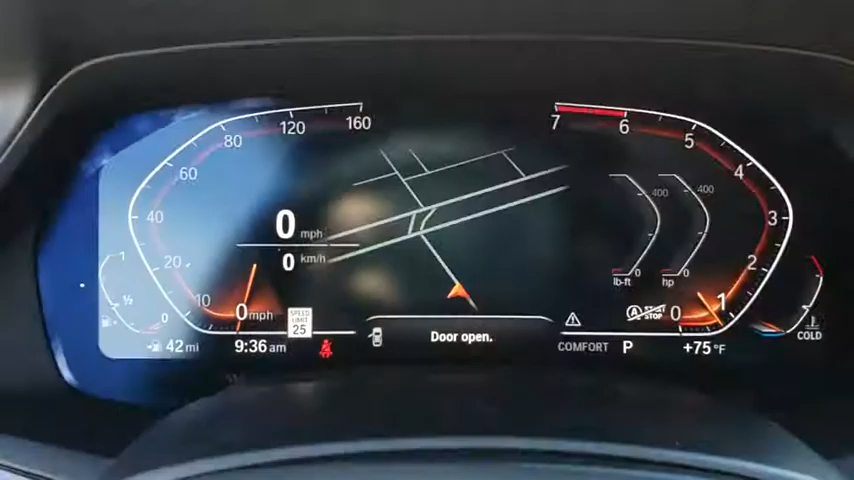 160
120
80
60
40
20
10
0 mph
0 mph
0 km/h
SPEED
LIMIT
25
1
½
0
42 mi
9:36 am
Door open.
7
6
5
4
3
2
1
0
400
400
0
0
lb-ft
hp
A START
STOP
COMFORT
P
+75 °F
COLD